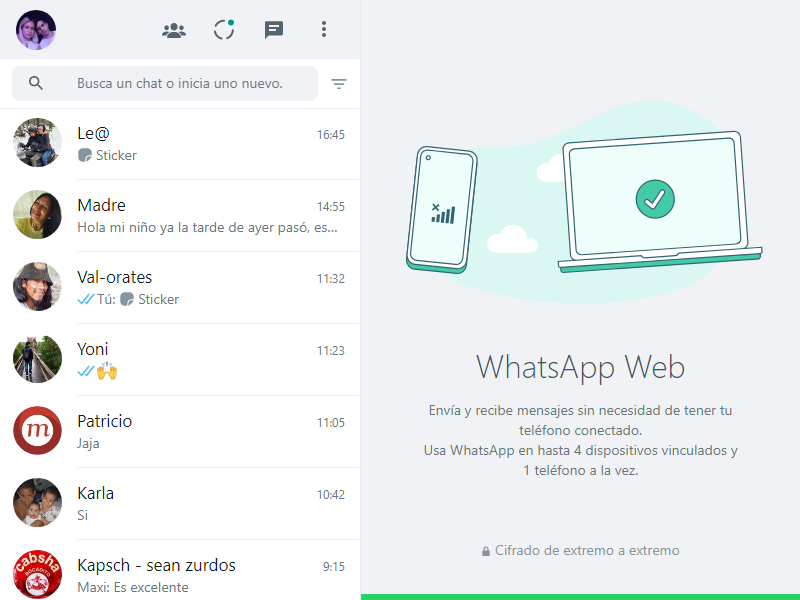 Busca un chat o inicia uno nuevo.
Le@ 16:45
Sticker
Madre 14:55
Hola mi niño ya la tarde de ayer pasó, es...
Val-orates 11:32
Tú: Sticker
Yoni 11:23
Patricio 11:05
m
Jaja
Karla 10:42
Si
Kapsch - sean zurdos 9:15
cabsha
BOCADITO
Maxi: Es excelente
WhatsApp Web
Envía y recibe mensajes sin necesidad de tener tu
teléfono conectado.
Usa WhatsApp en hasta 4 dispositivos vinculados y
1 teléfono a la vez.
Cifrado de extremo a extremo